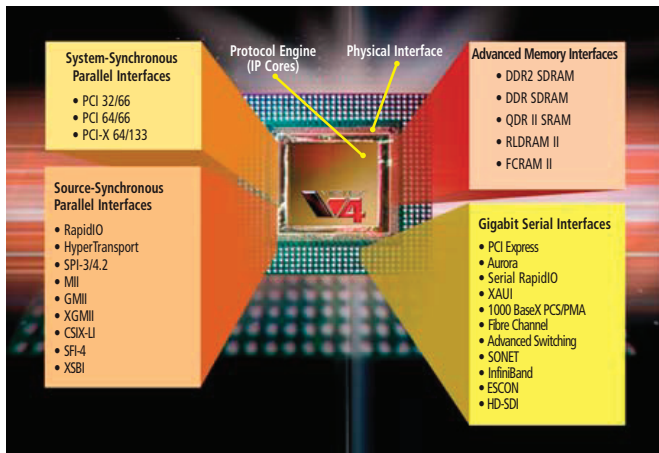 System-Synchronous
Parallel Interfaces
• PCI 32/66
• PCI 64/66
• PCI-X 64/133
Protocol Engine
(IP Cores)
Physical Interface
Advanced Memory Interfaces
• DDR2 SDRAM
• DDR SDRAM
• QDR II SRAM
• RLDRAM II
• FCRAM II
Source-Synchronous
Parallel Interfaces
• RapidIO
• HyperTransport
• SPI-3/4.2
• MII
• GMII
• XGMII
• CSIX-LI
• SFI-4
• XSBI
V4
Gigabit Serial Interfaces
• PCI Express
• Aurora
• Serial RapidIO
• XAUI
• 1000 BaseX PCS/PMA
• Fibre Channel
• Advanced Switching
• SONET
• InfiniBand
• ESCON
• HD-SDI